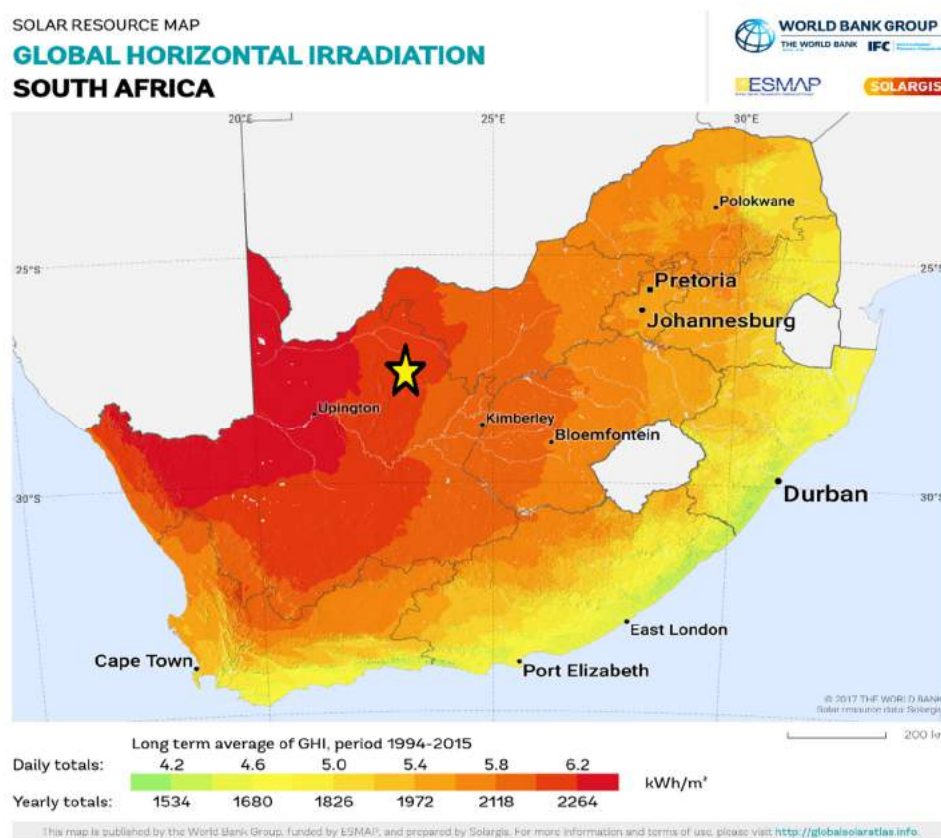 SOLAR RESOURCE MAP
GLOBAL HORIZONTAL IRRADIATION
SOUTH AFRICA
WORLD BANK GROUP
THE WORLD BANK IFC
ESMAP SOLARGIS
20°E 25°E 30°E
Polokwane
25°S 25°S
Pretoria
Johannesburg
Upington
Kimberley
Bloemfontein
30°S 30°S
Durban
East London
Cape Town
Port Elizabeth
© 2017 THE WORLD BANK
Solar resource data: Solargis
200 k
Long term average of GHI, period 1994-2015
Daily totals: 4.2 4.6 5.0 5.4 5.8 6.2
kWh/m²
Yearly totals: 1534 1680 1826 1972 2118 2264
This map is published by the World Bank Group, funded by ESMAP, and prepared by Solargis. For more information and terms of use, please visit http://globalsolaratlas.info.